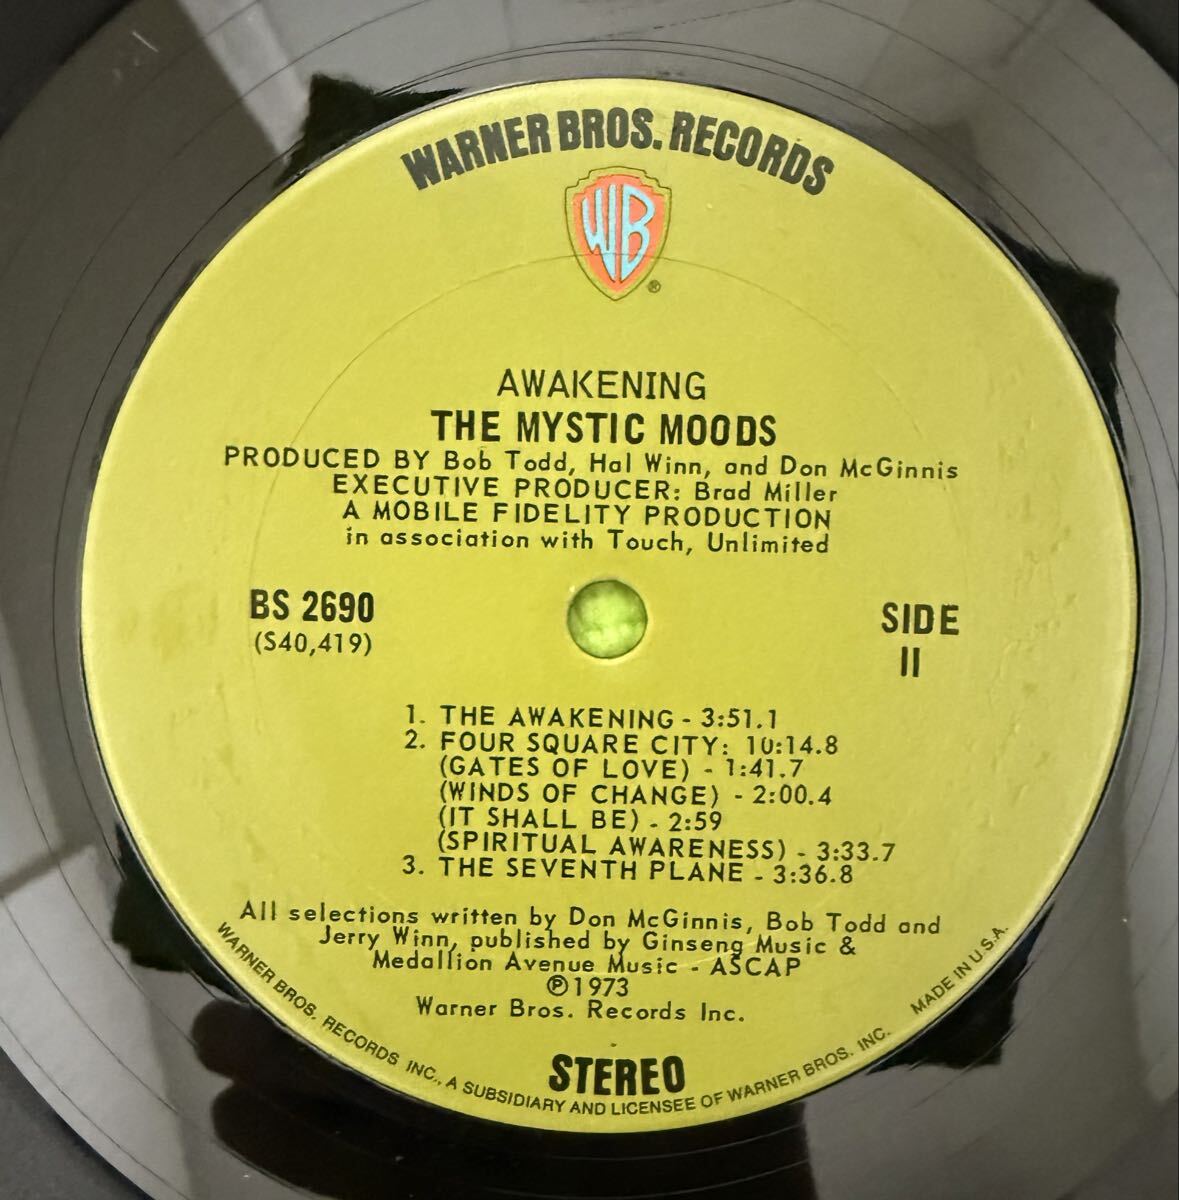 WARNER BROS. RECORDS
WB
®
AWAKENING
THE MYSTIC MOODS
PRODUCED BY Bob Todd, Hal Winn, and Don McGinnis
EXECUTIVE PRODUCER: Brad Miller
A MOBILE FIDELITY PRODUCTION
in association with Touch, Unlimited
BS 2690
(S40,419)
SIDE
II
1. THE AWAKENING - 3:51.1
2. FOUR SQUARE CITY: 10:14.8
(GATES OF LOVE) - 1:41.7
(WINDS OF CHANGE) - 2:00.4
(IT SHALL BE) - 2:59
(SPIRITUAL AWARENESS) - 3:33.7
3. THE SEVENTH PLANE - 3:36.8
All selections written by Don McGinnis, Bob Todd and
Jerry Winn, published by Ginseng Music &
Medallion Avenue Music - ASCAP
℗1973
Warner Bros. Records Inc.
STEREO
WARNER BROS. RECORDS INC., A SUBSIDIARY AND LICENSEE OF WARNER BROS. INC. MADE IN U.S.A.